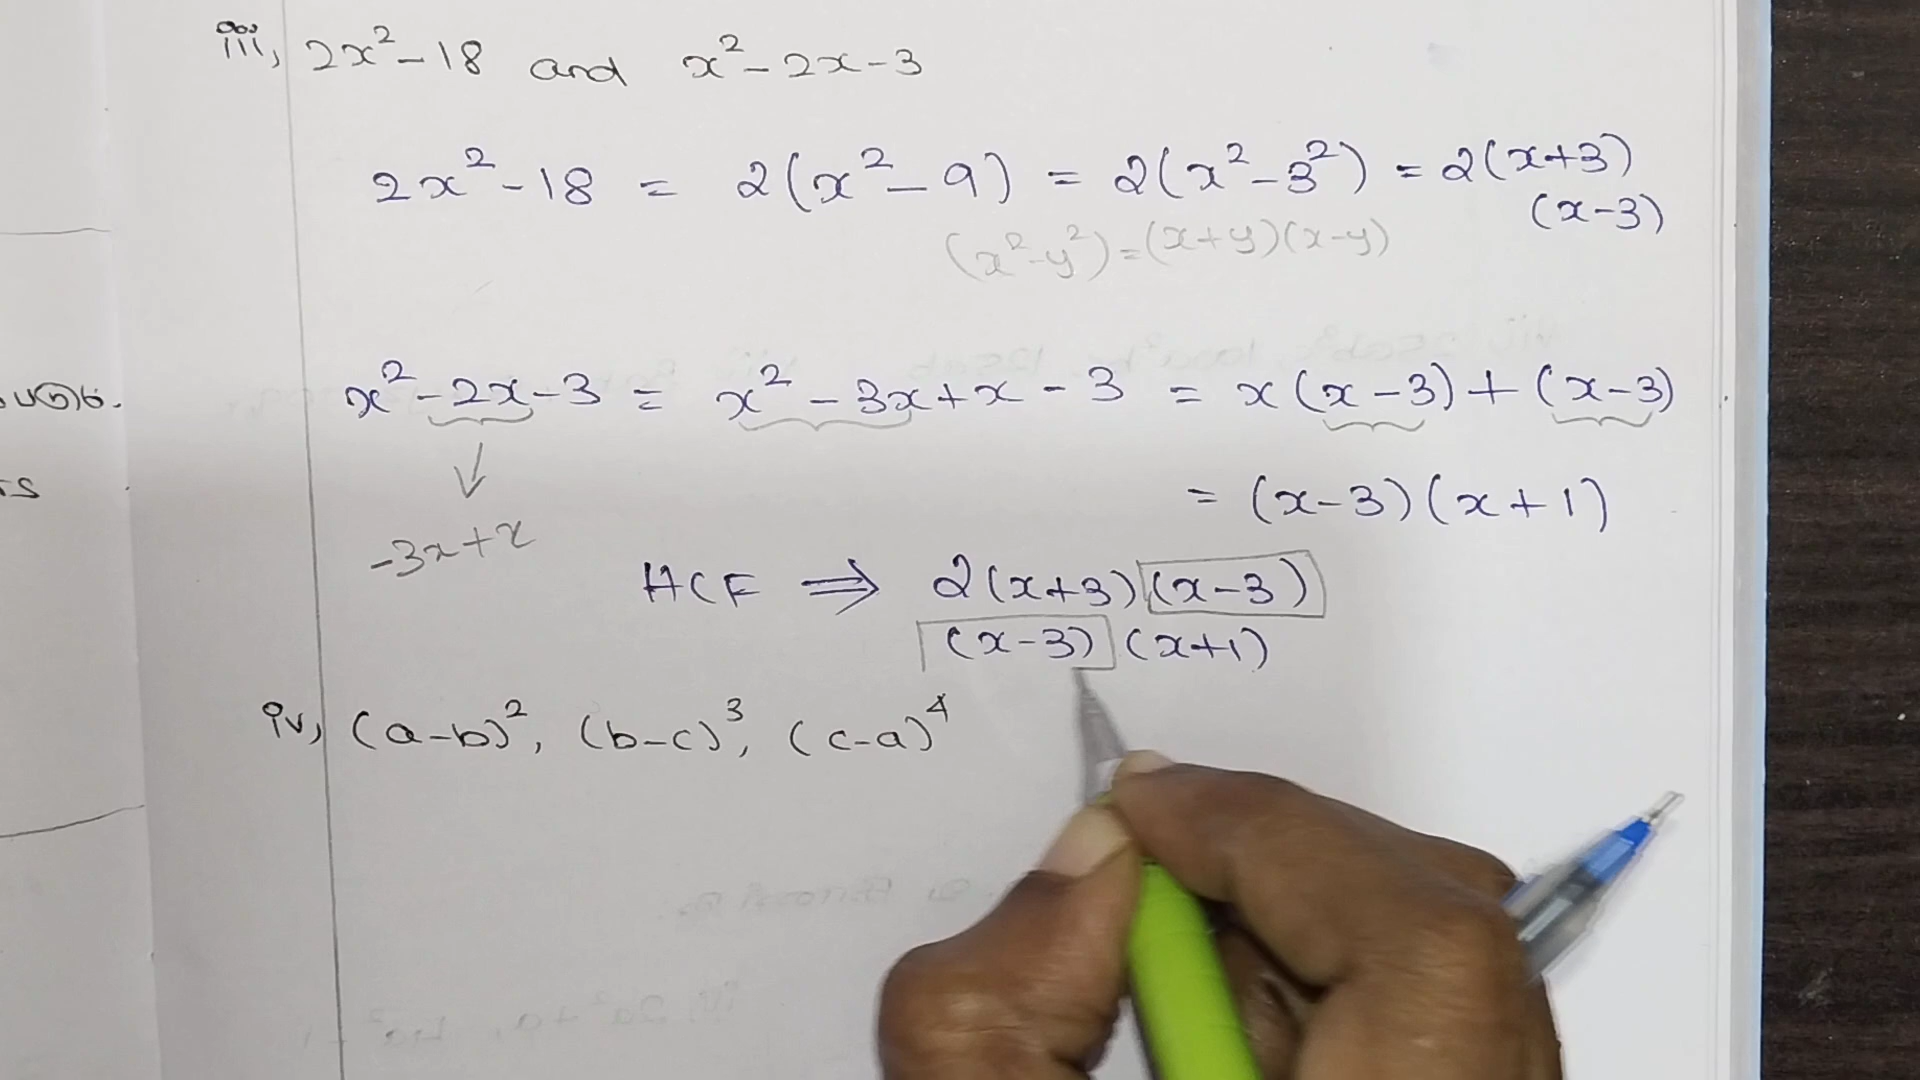 iii, 2x² - 18 and x² - 2x - 3
2x² - 18 = 2(x² - 9) = 2(x² - 3²) = 2(x+3)
(x-3)
(x² - y²) = (x+y)(x-y)
x² - 2x - 3 = x² - 3x + x - 3 = x(x-3) + (x-3)
= (x-3)(x+1)
-3x+x
HCF ⇒ 2(x+3)(x-3)
(x-3)(x+1)
iv, (a-b)², (b-c)³, (c-a)⁴